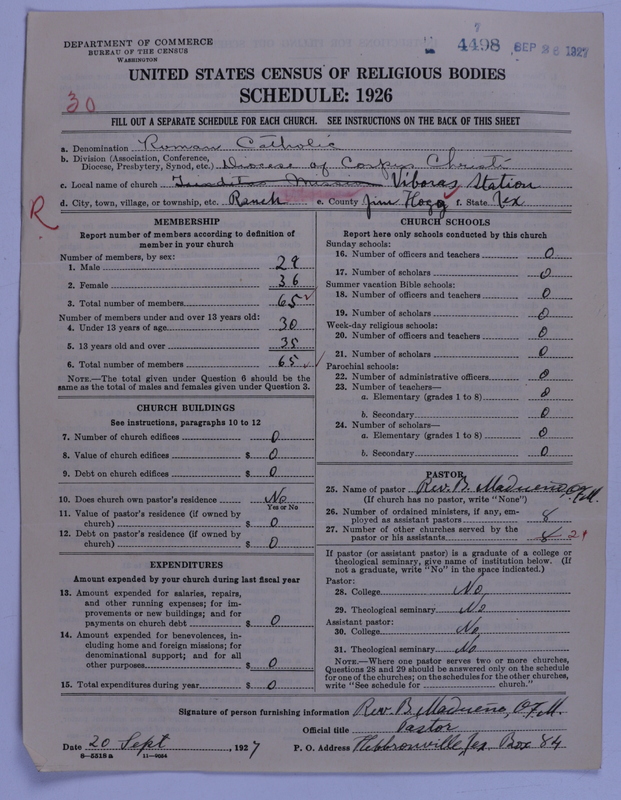 DEPARTMENT OF COMMERCE
BUREAU OF THE CENSUS
WASHINGTON
7
4498 SEP 26 1927
UNITED STATES CENSUS OF RELIGIOUS BODIES
SCHEDULE: 1926
30
FILL OUT A SEPARATE SCHEDULE FOR EACH CHURCH. SEE INSTRUCTIONS ON THE BACK OF THIS SHEET
a. Denomination Roman Catholic
b. Division (Association, Conference, Diocese, Presbytery, Synod, etc.) Diocese of Corpus Christi
c. Local name of church Viboras Station
d. City, town, village, or township, etc. Ranch e. County Jim Hogg f. State Tex
R
MEMBERSHIP
Report number of members according to definition of member in your church
Number of members, by sex:
1. Male 29
2. Female 36
3. Total number of members 65
Number of members under and over 13 years old:
4. Under 13 years of age 30
5. 13 years old and over 35
6. Total number of members 65
NOTE.—The total given under Question 6 should be the same as the total of males and females given under Question 3.
CHURCH BUILDINGS
See instructions, paragraphs 10 to 12
7. Number of church edifices 0
8. Value of church edifices $ 0
9. Debt on church edifices $ 0
10. Does church own pastor's residence No
Yes or No
11. Value of pastor's residence (if owned by church) $ 0
12. Debt on pastor's residence (if owned by church) $ 0
EXPENDITURES
Amount expended by your church during last fiscal year
13. Amount expended for salaries, repairs, and other running expenses; for improvements or new buildings; and for payments on church debt $ 0
14. Amount expended for benevolences, including home and foreign missions; for denominational support; and for all other purposes $ 0
15. Total expenditures during year $ 0
CHURCH SCHOOLS
Report here only schools conducted by this church
Sunday schools:
16. Number of officers and teachers 0
17. Number of scholars 0
Summer vacation Bible schools:
18. Number of officers and teachers 0
19. Number of scholars 0
Week-day religious schools:
20. Number of officers and teachers 0
21. Number of scholars 0
Parochial schools:
22. Number of administrative officers 0
23. Number of teachers—
a. Elementary (grades 1 to 8) 0
b. Secondary 0
24. Number of scholars—
a. Elementary (grades 1 to 8) 0
b. Secondary 0
PASTOR
25. Name of pastor Rev. B. Madueño, O.F.M.
(If church has no pastor, write "None")
26. Number of ordained ministers, if any, employed as assistant pastors 8
27. Number of other churches served by the pastor or his assistants 8 21
If pastor (or assistant pastor) is a graduate of a college or theological seminary, give name of institution below. (If not a graduate, write "No" in the space indicated.)
Pastor:
28. College No
29. Theological seminary No
Assistant pastor:
30. College No
31. Theological seminary No
NOTE.—Where one pastor serves two or more churches, Questions 28 and 29 should be answered only on the schedule for one of the churches; on the schedules for the other churches, write "See schedule for church."
Signature of person furnishing information Rev. B. Madueño, O.F.M.
Official title Pastor
Date 20 Sept, 1927 P. O. Address Hebbronville, Tex. Box 84
8—5518 a 11—9054